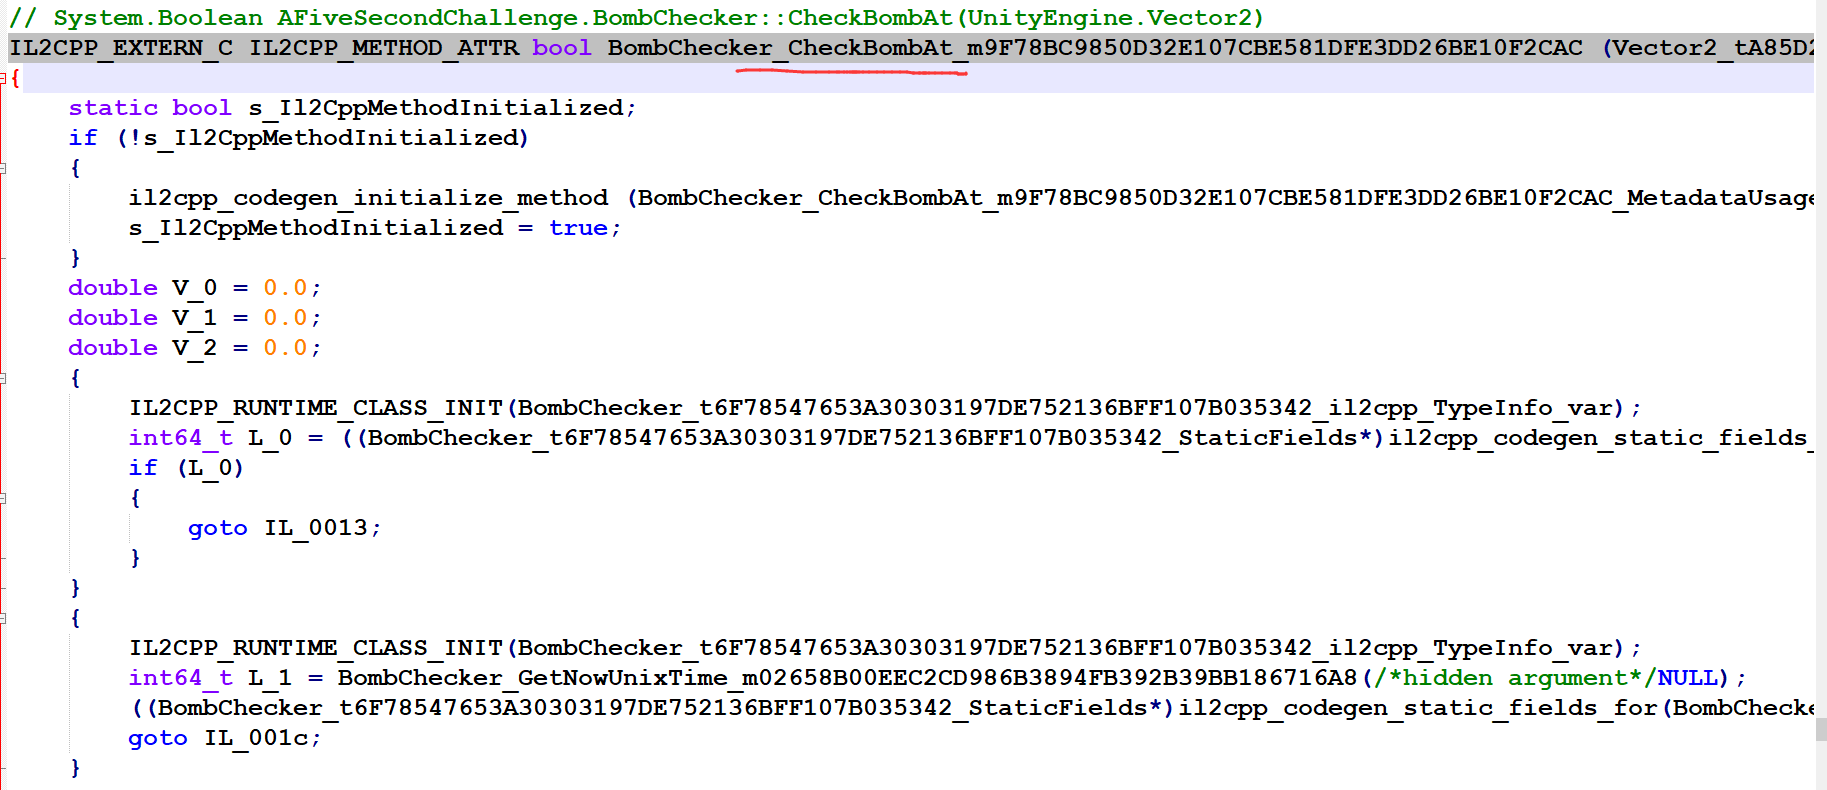 // System.Boolean AFiveSecondChallenge.BombChecker::CheckBombAt(UnityEngine.Vector2)
IL2CPP_EXTERN_C IL2CPP_METHOD_ATTR bool BombChecker_CheckBombAt_m9F78BC9850D32E107CBE581DFE3DD26BE10F2CAC (Vector2_tA85D2
{
static bool s_Il2CppMethodInitialized;
if (!s_Il2CppMethodInitialized)
{
il2cpp_codegen_initialize_method (BombChecker_CheckBombAt_m9F78BC9850D32E107CBE581DFE3DD26BE10F2CAC_MetadataUsage
s_Il2CppMethodInitialized = true;
}
double V_0 = 0.0;
double V_1 = 0.0;
double V_2 = 0.0;
{
IL2CPP_RUNTIME_CLASS_INIT(BombChecker_t6F78547653A30303197DE752136BFF107B035342_il2cpp_TypeInfo_var);
int64_t L_0 = ((BombChecker_t6F78547653A30303197DE752136BFF107B035342_StaticFields*)il2cpp_codegen_static_fields_
if (L_0)
{
goto IL_0013;
}
}
{
IL2CPP_RUNTIME_CLASS_INIT(BombChecker_t6F78547653A30303197DE752136BFF107B035342_il2cpp_TypeInfo_var);
int64_t L_1 = BombChecker_GetNowUnixTime_m02658B00EEC2CD986B3894FB392B39BB186716A8(/*hidden argument*/NULL);
((BombChecker_t6F78547653A30303197DE752136BFF107B035342_StaticFields*)il2cpp_codegen_static_fields_for(BombChecke
goto IL_001c;
}